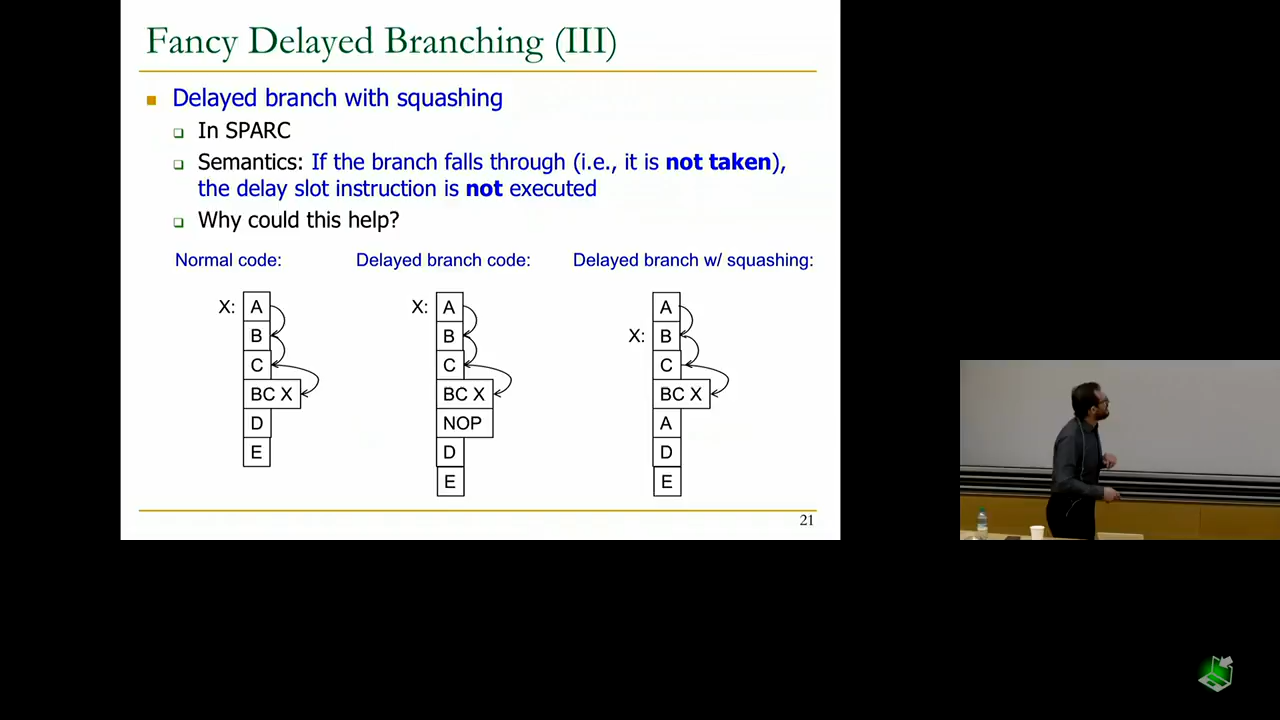 Fancy Delayed Branching (III)
Delayed branch with squashing
In SPARC
Semantics: If the branch falls through (i.e., it is not taken),
the delay slot instruction is not executed
Why could this help?
Normal code:
X: A
B
C
BC X
D
E
Delayed branch code:
X: A
B
C
BC X
NOP
D
E
Delayed branch w/ squashing:
A
X: B
C
BC X
A
D
E
21